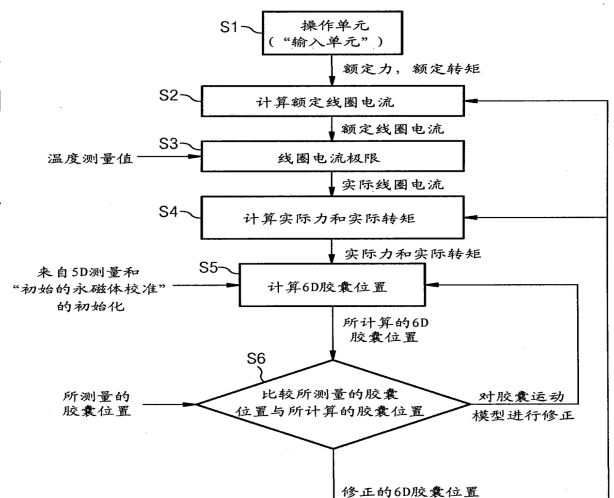 S1
操作单元
(“输入单元”)
额定力, 额定转矩
S2
计算额定线圈电流
额定线圈电流
S3
温度测量值
线圈电流极限
实际线圈电流
S4
计算实际力和实际转矩
实际力和实际转矩
S5
来自5D测量和
“初始的永磁体校准”
的初始化
计算6D胶囊位置
所计算的6D
胶囊位置
S6
所测量的
胶囊位置
比较所测量的胶囊
位置与所计算的胶囊位置
对胶囊运动
模型进行修正
修正的6D胶囊位置